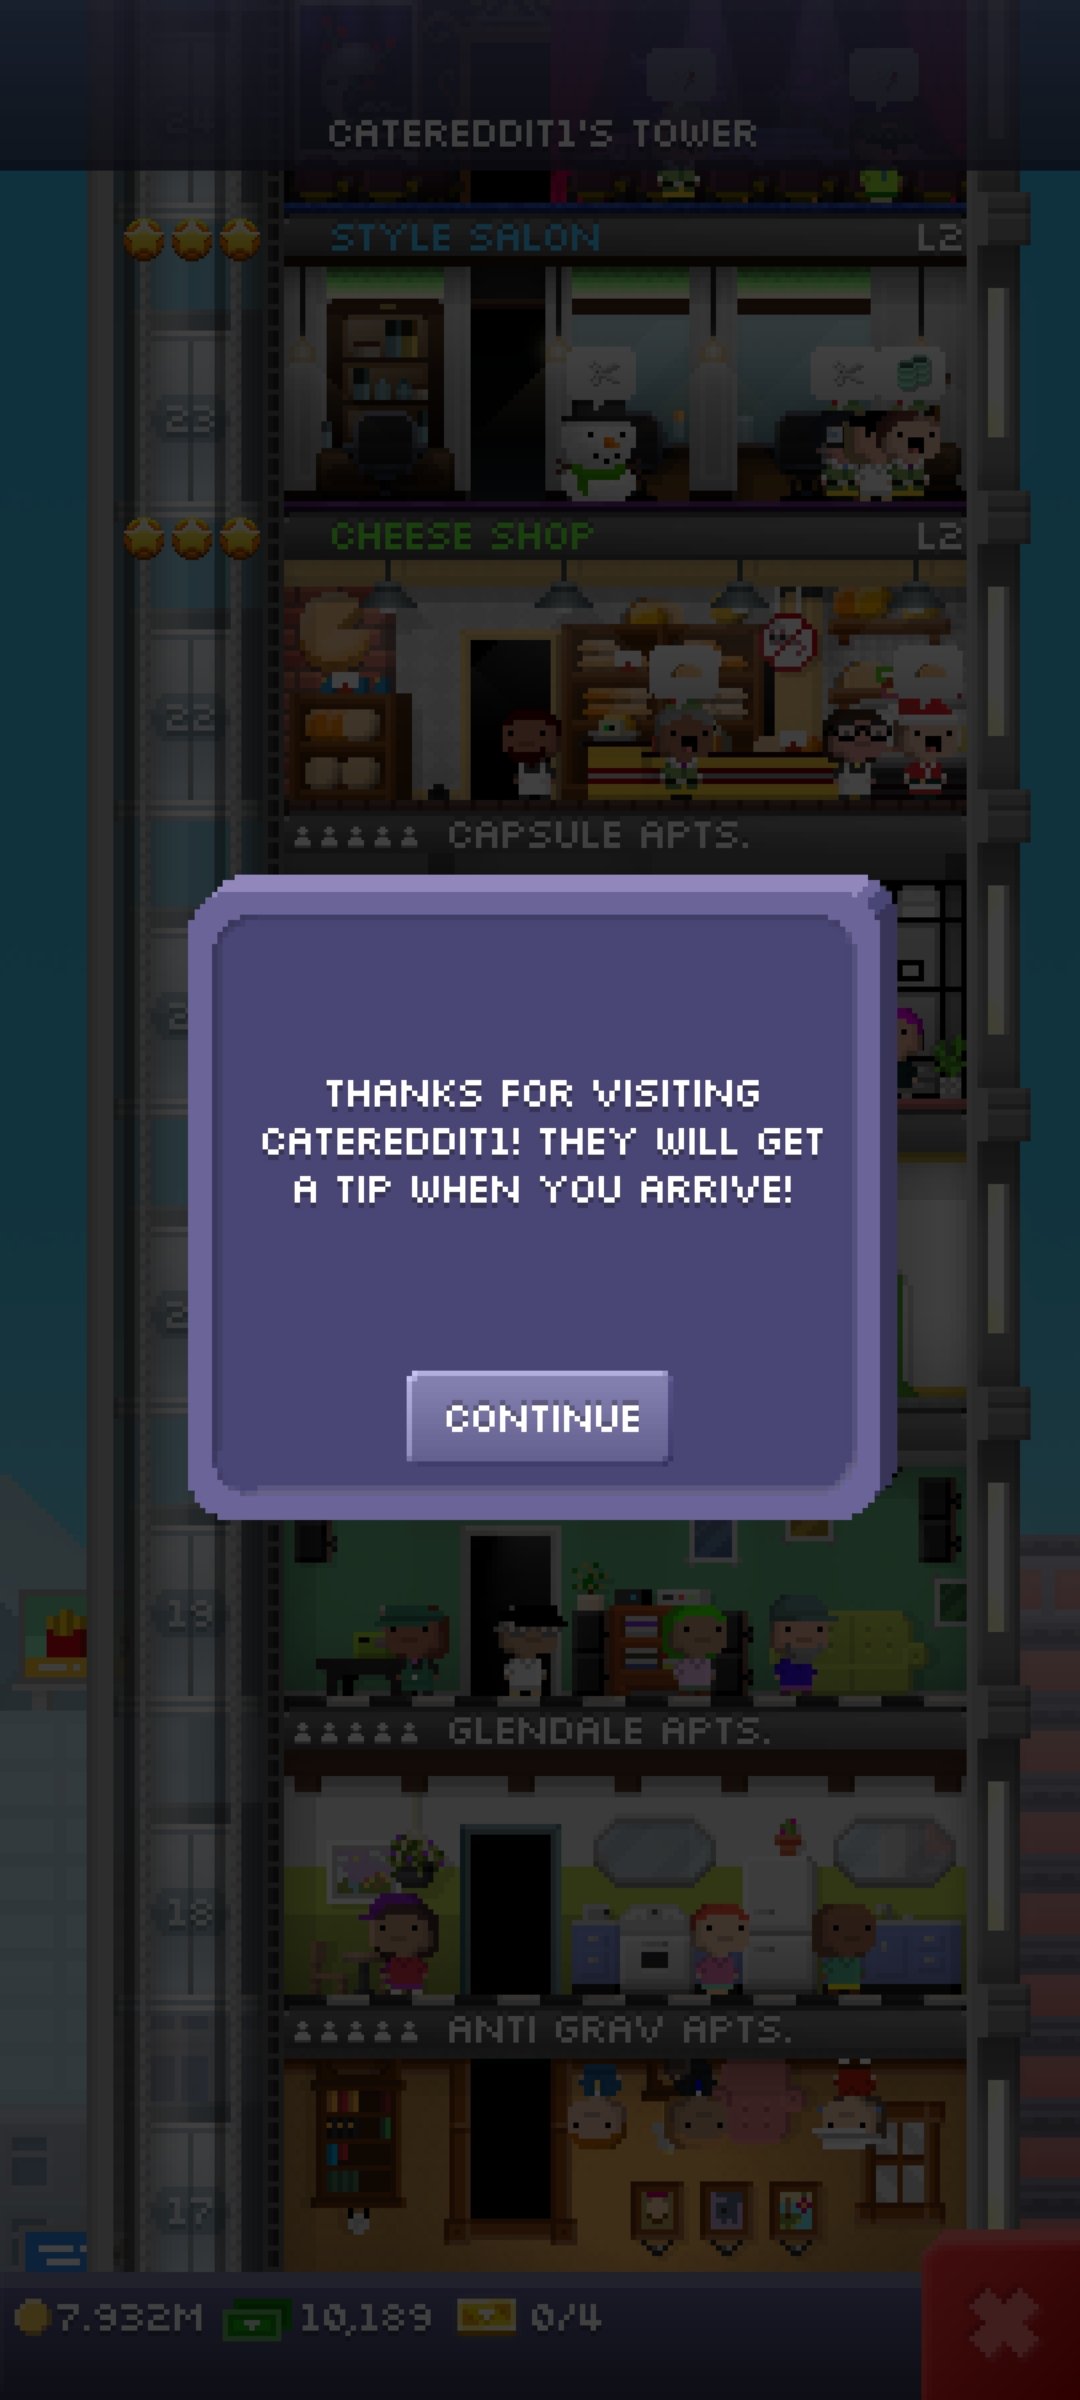 CATEREDDIT1'S TOWER
STYLE SALON L2
23
CHEESE SHOP L2
22
CAPSULE APTS.
THANKS FOR VISITING
CATEREDDIT1! THEY WILL GET
A TIP WHEN YOU ARRIVE!
CONTINUE
19
GLENDALE APTS.
18
ANTI GRAV APTS.
17
7.932M 10,189 0/4